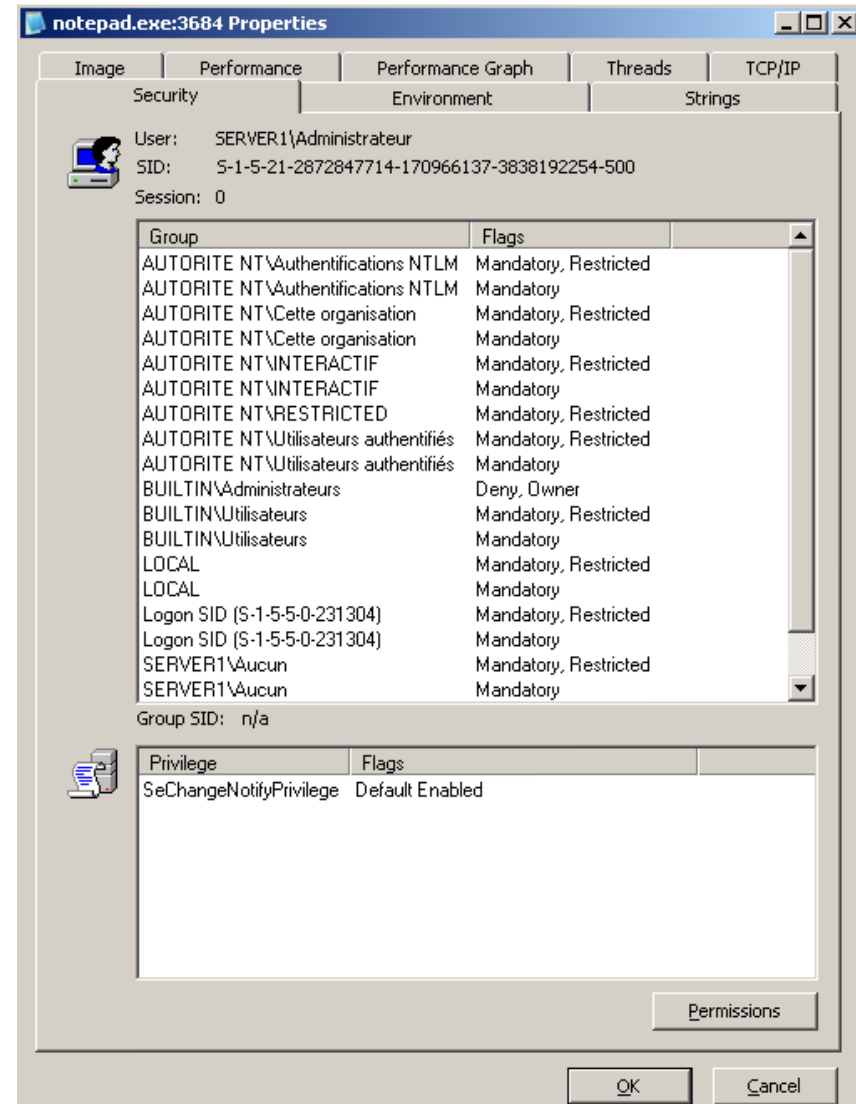 notepad.exe:3684 Properties
Image Performance Performance Graph Threads TCP/IP
Security Environment Strings
User: SERVER1\Administrateur
SID: S-1-5-21-2872847714-170966137-3838192254-500
Session: 0
Group Flags
AUTORITE NT\Authentifications NTLM Mandatory, Restricted
AUTORITE NT\Authentifications NTLM Mandatory
AUTORITE NT\Cette organisation Mandatory, Restricted
AUTORITE NT\Cette organisation Mandatory
AUTORITE NT\INTERACTIF Mandatory, Restricted
AUTORITE NT\INTERACTIF Mandatory
AUTORITE NT\RESTRICTED Mandatory, Restricted
AUTORITE NT\Utilisateurs authentifiés Mandatory, Restricted
AUTORITE NT\Utilisateurs authentifiés Mandatory
BUILTIN\Administrateurs Deny, Owner
BUILTIN\Utilisateurs Mandatory, Restricted
BUILTIN\Utilisateurs Mandatory
LOCAL Mandatory, Restricted
LOCAL Mandatory
Logon SID (S-1-5-5-0-231304) Mandatory, Restricted
Logon SID (S-1-5-5-0-231304) Mandatory
SERVER1\Aucun Mandatory, Restricted
SERVER1\Aucun Mandatory
Group SID: n/a
Privilege Flags
SeChangeNotifyPrivilege Default Enabled
Permissions
OK Cancel